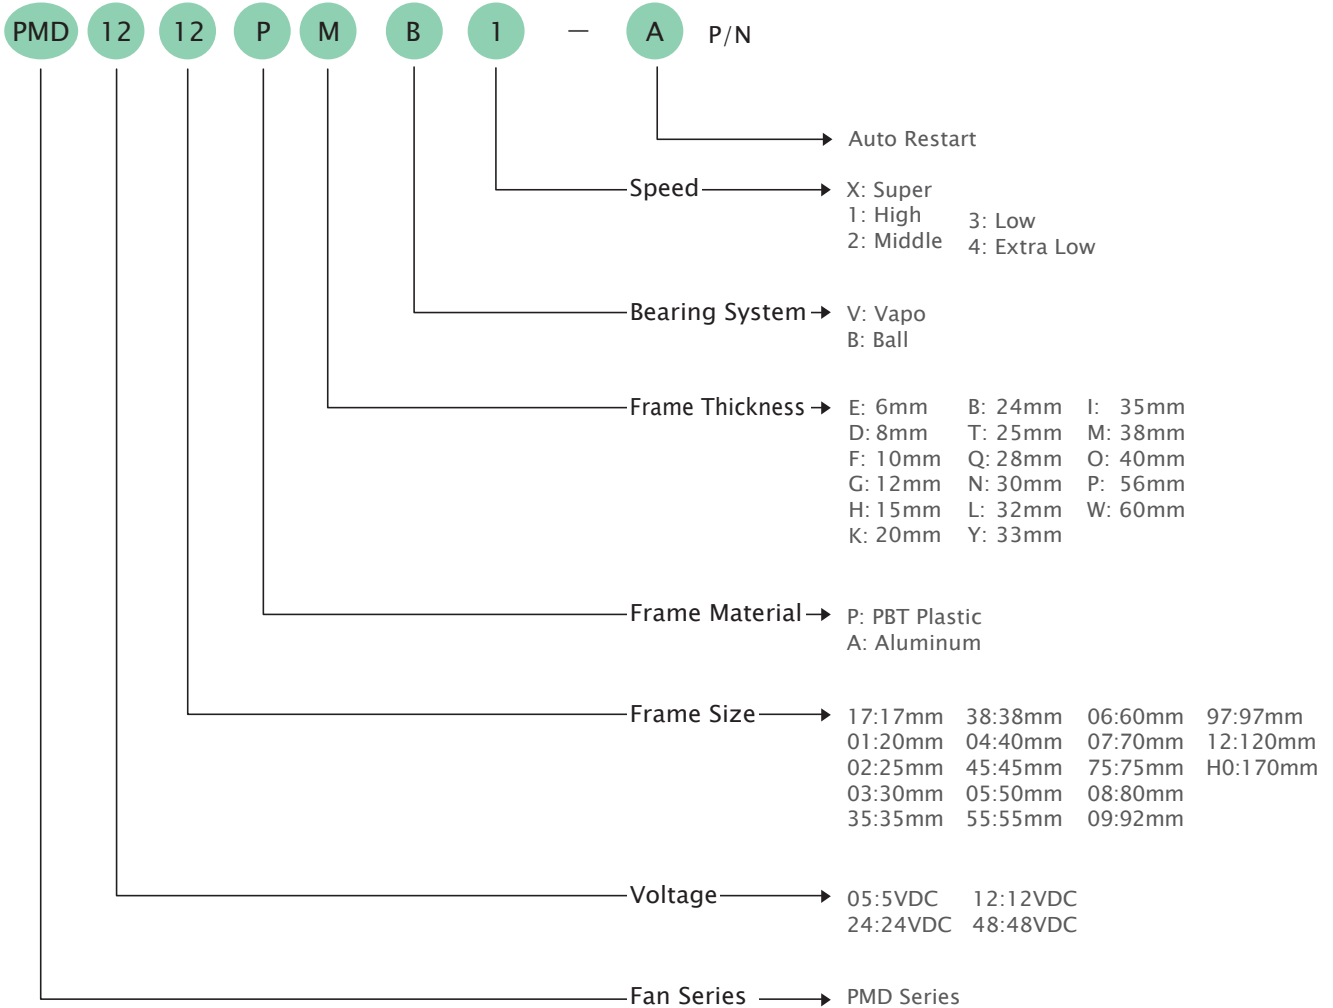 PMD 12 12 P M B 1 — A P/N
Auto Restart
Speed X: Super
1: High 3: Low
2: Middle 4: Extra Low
Bearing System V: Vapo
B: Ball
Frame Thickness E: 6mm B: 24mm I: 35mm
D: 8mm T: 25mm M: 38mm
F: 10mm Q: 28mm O: 40mm
G: 12mm N: 30mm P: 56mm
H: 15mm L: 32mm W: 60mm
K: 20mm Y: 33mm
Frame Material P: PBT Plastic
A: Aluminum
Frame Size 17:17mm 38:38mm 06:60mm 97:97mm
01:20mm 04:40mm 07:70mm 12:120mm
02:25mm 45:45mm 75:75mm H0:170mm
03:30mm 05:50mm 08:80mm
35:35mm 55:55mm 09:92mm
Voltage 05:5VDC 12:12VDC
24:24VDC 48:48VDC
Fan Series PMD Series